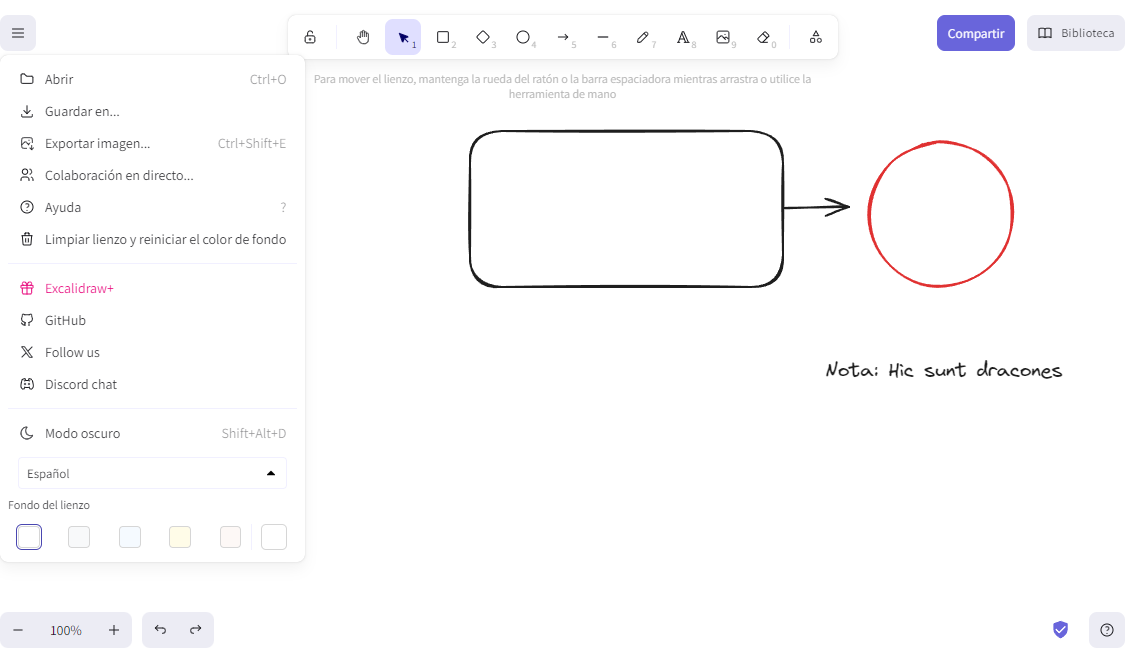 1
2
3
4
5
6
7
8
9
0
Compartir
Biblioteca
Para mover el lienzo, mantenga la rueda del ratón o la barra espaciadora mientras arrastra o utilice la
herramienta de mano
Abrir Ctrl+O
Guardar en...
Exportar imagen... Ctrl+Shift+E
Colaboración en directo...
Ayuda ?
Limpiar lienzo y reiniciar el color de fondo
Excalidraw+
GitHub
Follow us
Discord chat
Modo oscuro Shift+Alt+D
Español
Fondo del lienzo
Nota: Hic sunt dracones
100%